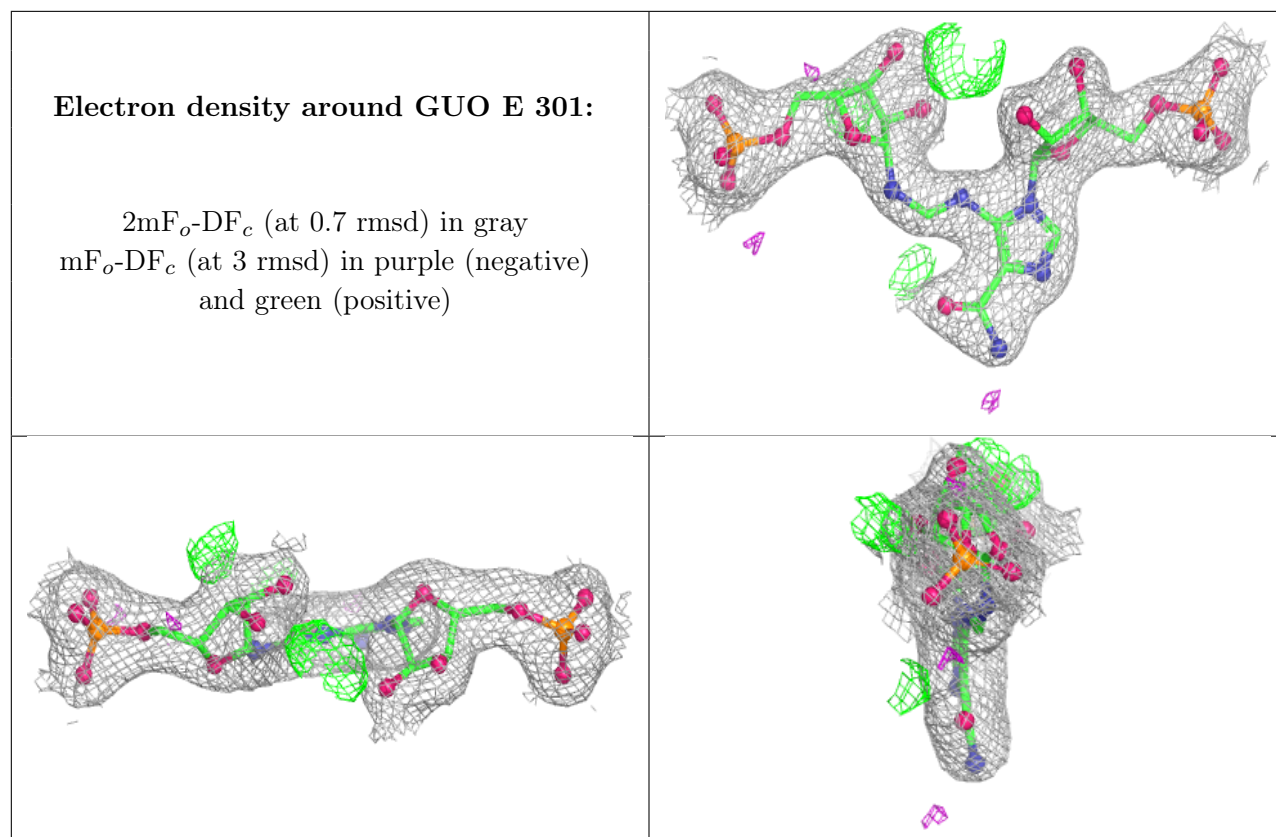 Electron density around GUO E 301:
2mFo-DFc (at 0.7 rmsd) in gray
mFo-DFc (at 3 rmsd) in purple (negative)
and green (positive)